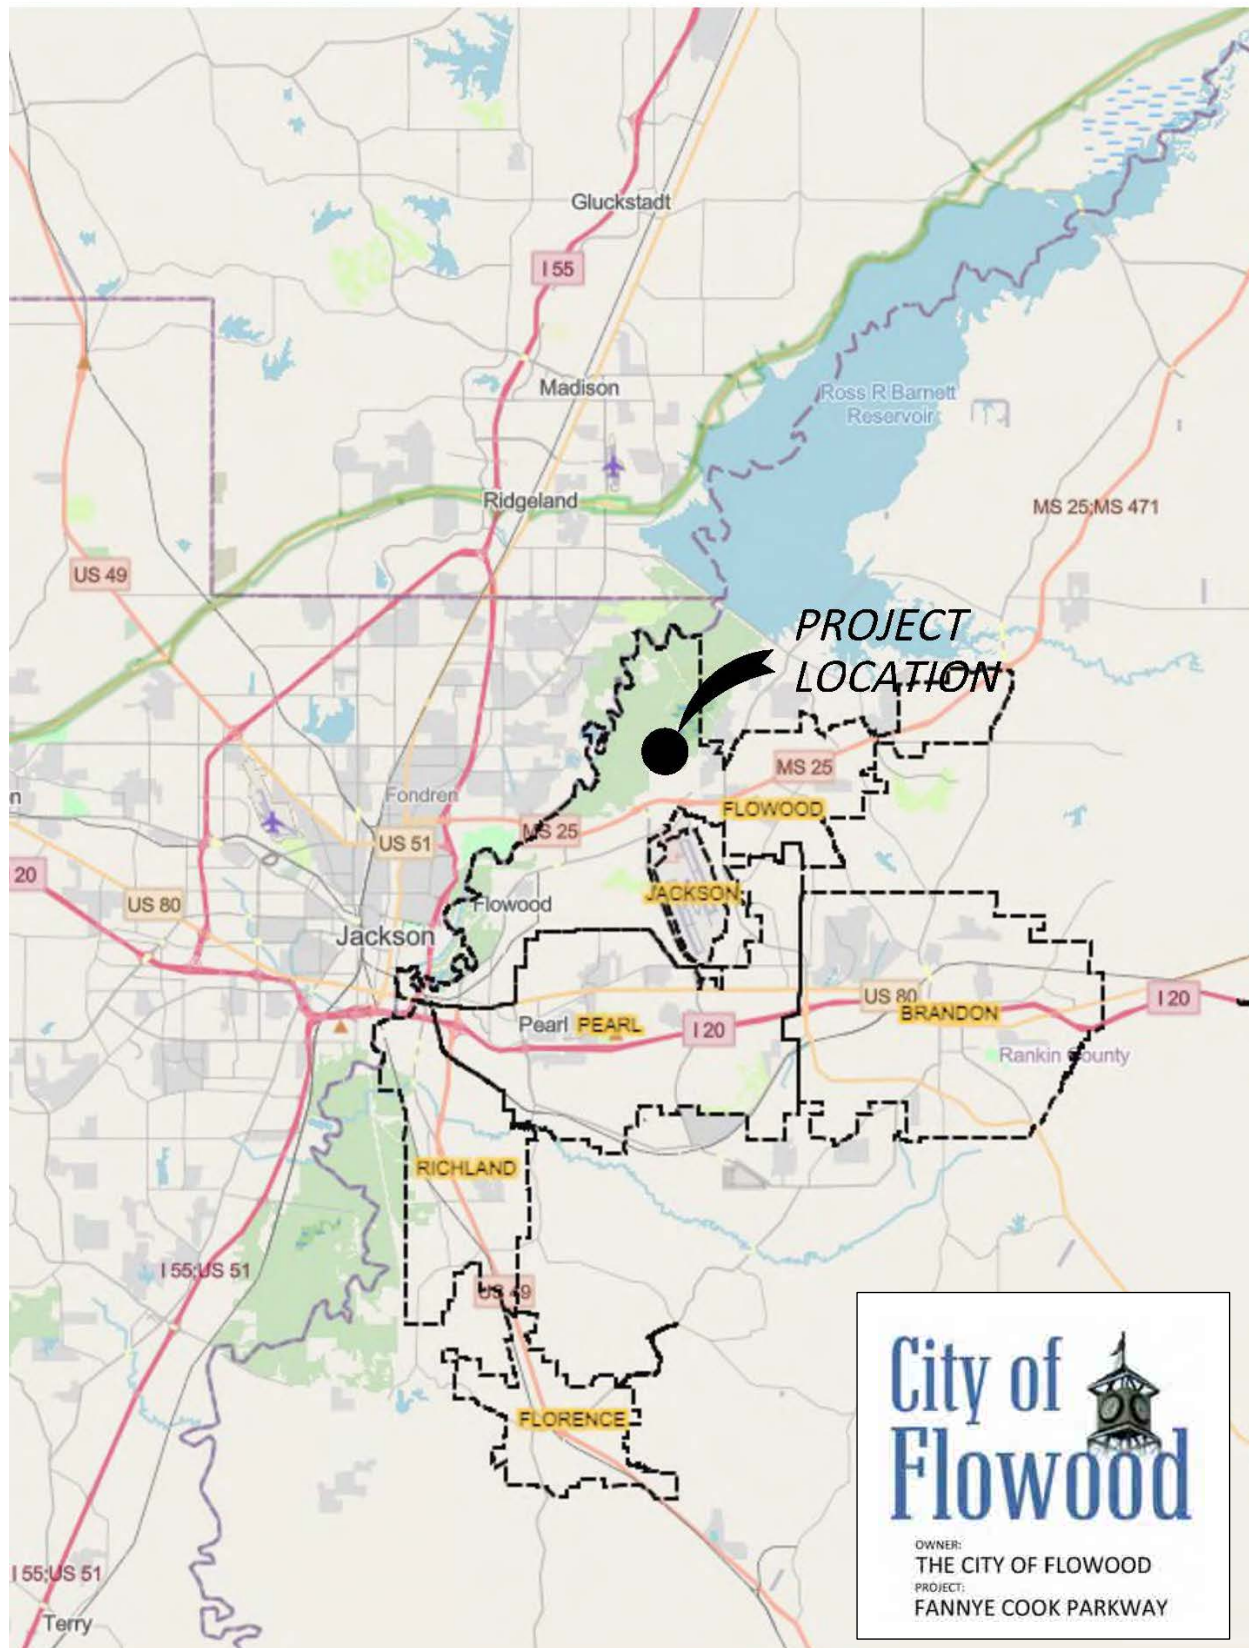 Gluckstadt
I 55
Madison
Ross R Barnett
Reservoir
Ridgeland
MS 25;MS 471
US 49
PROJECT
LOCATION
MS 25
n
Fondren
FLOWOOD
MS 25
US 51
20
JACKSON
US 80
Flowood
Jackson
US 80
I 20
BRANDON
Pearl
PEARL
I 20
Rankin County
RICHLAND
I 55;US 51
US 49
City of
Flowood
FLORENCE
OWNER:
THE CITY OF FLOWOOD
PROJECT:
FANNYE COOK PARKWAY
I 55;US 51
Terry